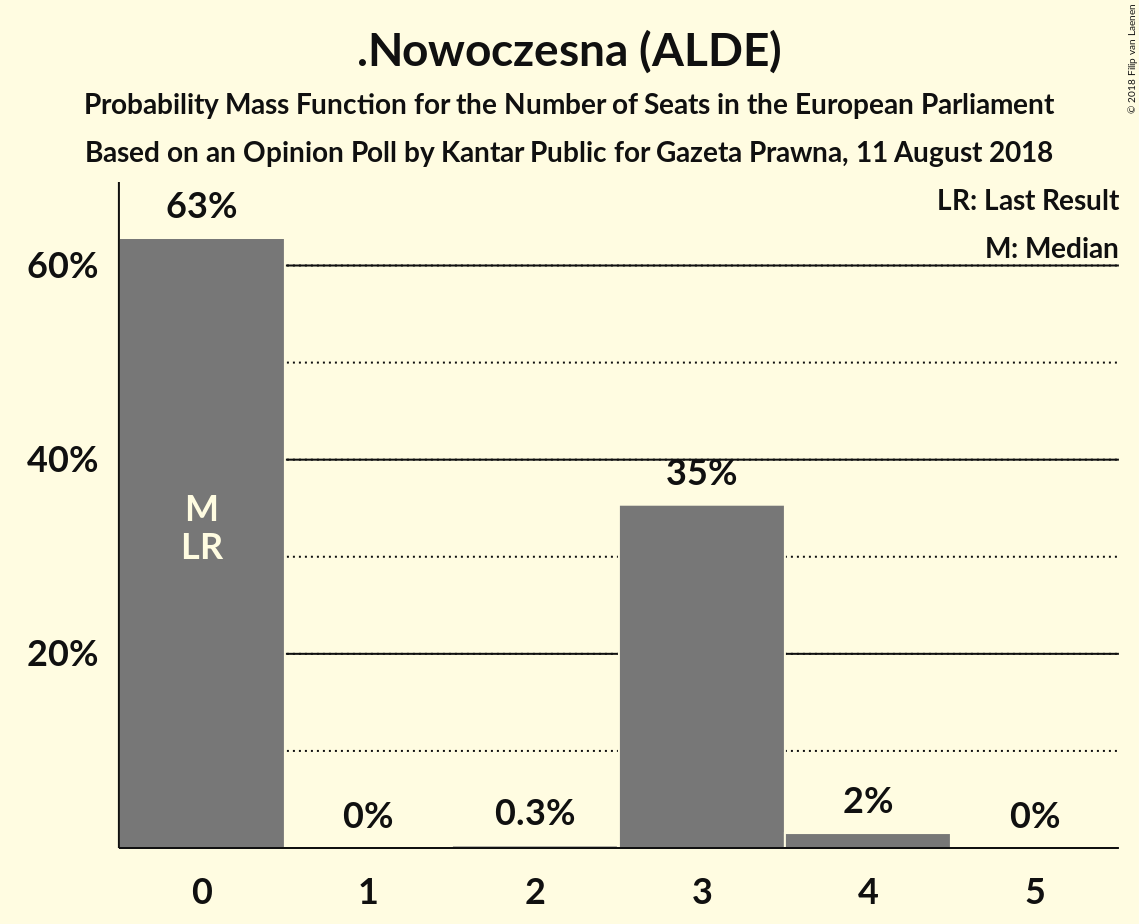 .Nowoczesna (ALDE)
Probability Mass Function for the Number of Seats in the European Parliament
Based on an Opinion Poll by Kantar Public for Gazeta Prawna, 11 August 2018
© 2018 Filip van Laenen
LR: Last Result
M: Median
63%
60%
40%
35%
M
LR
20%
0%
0.3%
2%
0%
0 1 2 3 4 5